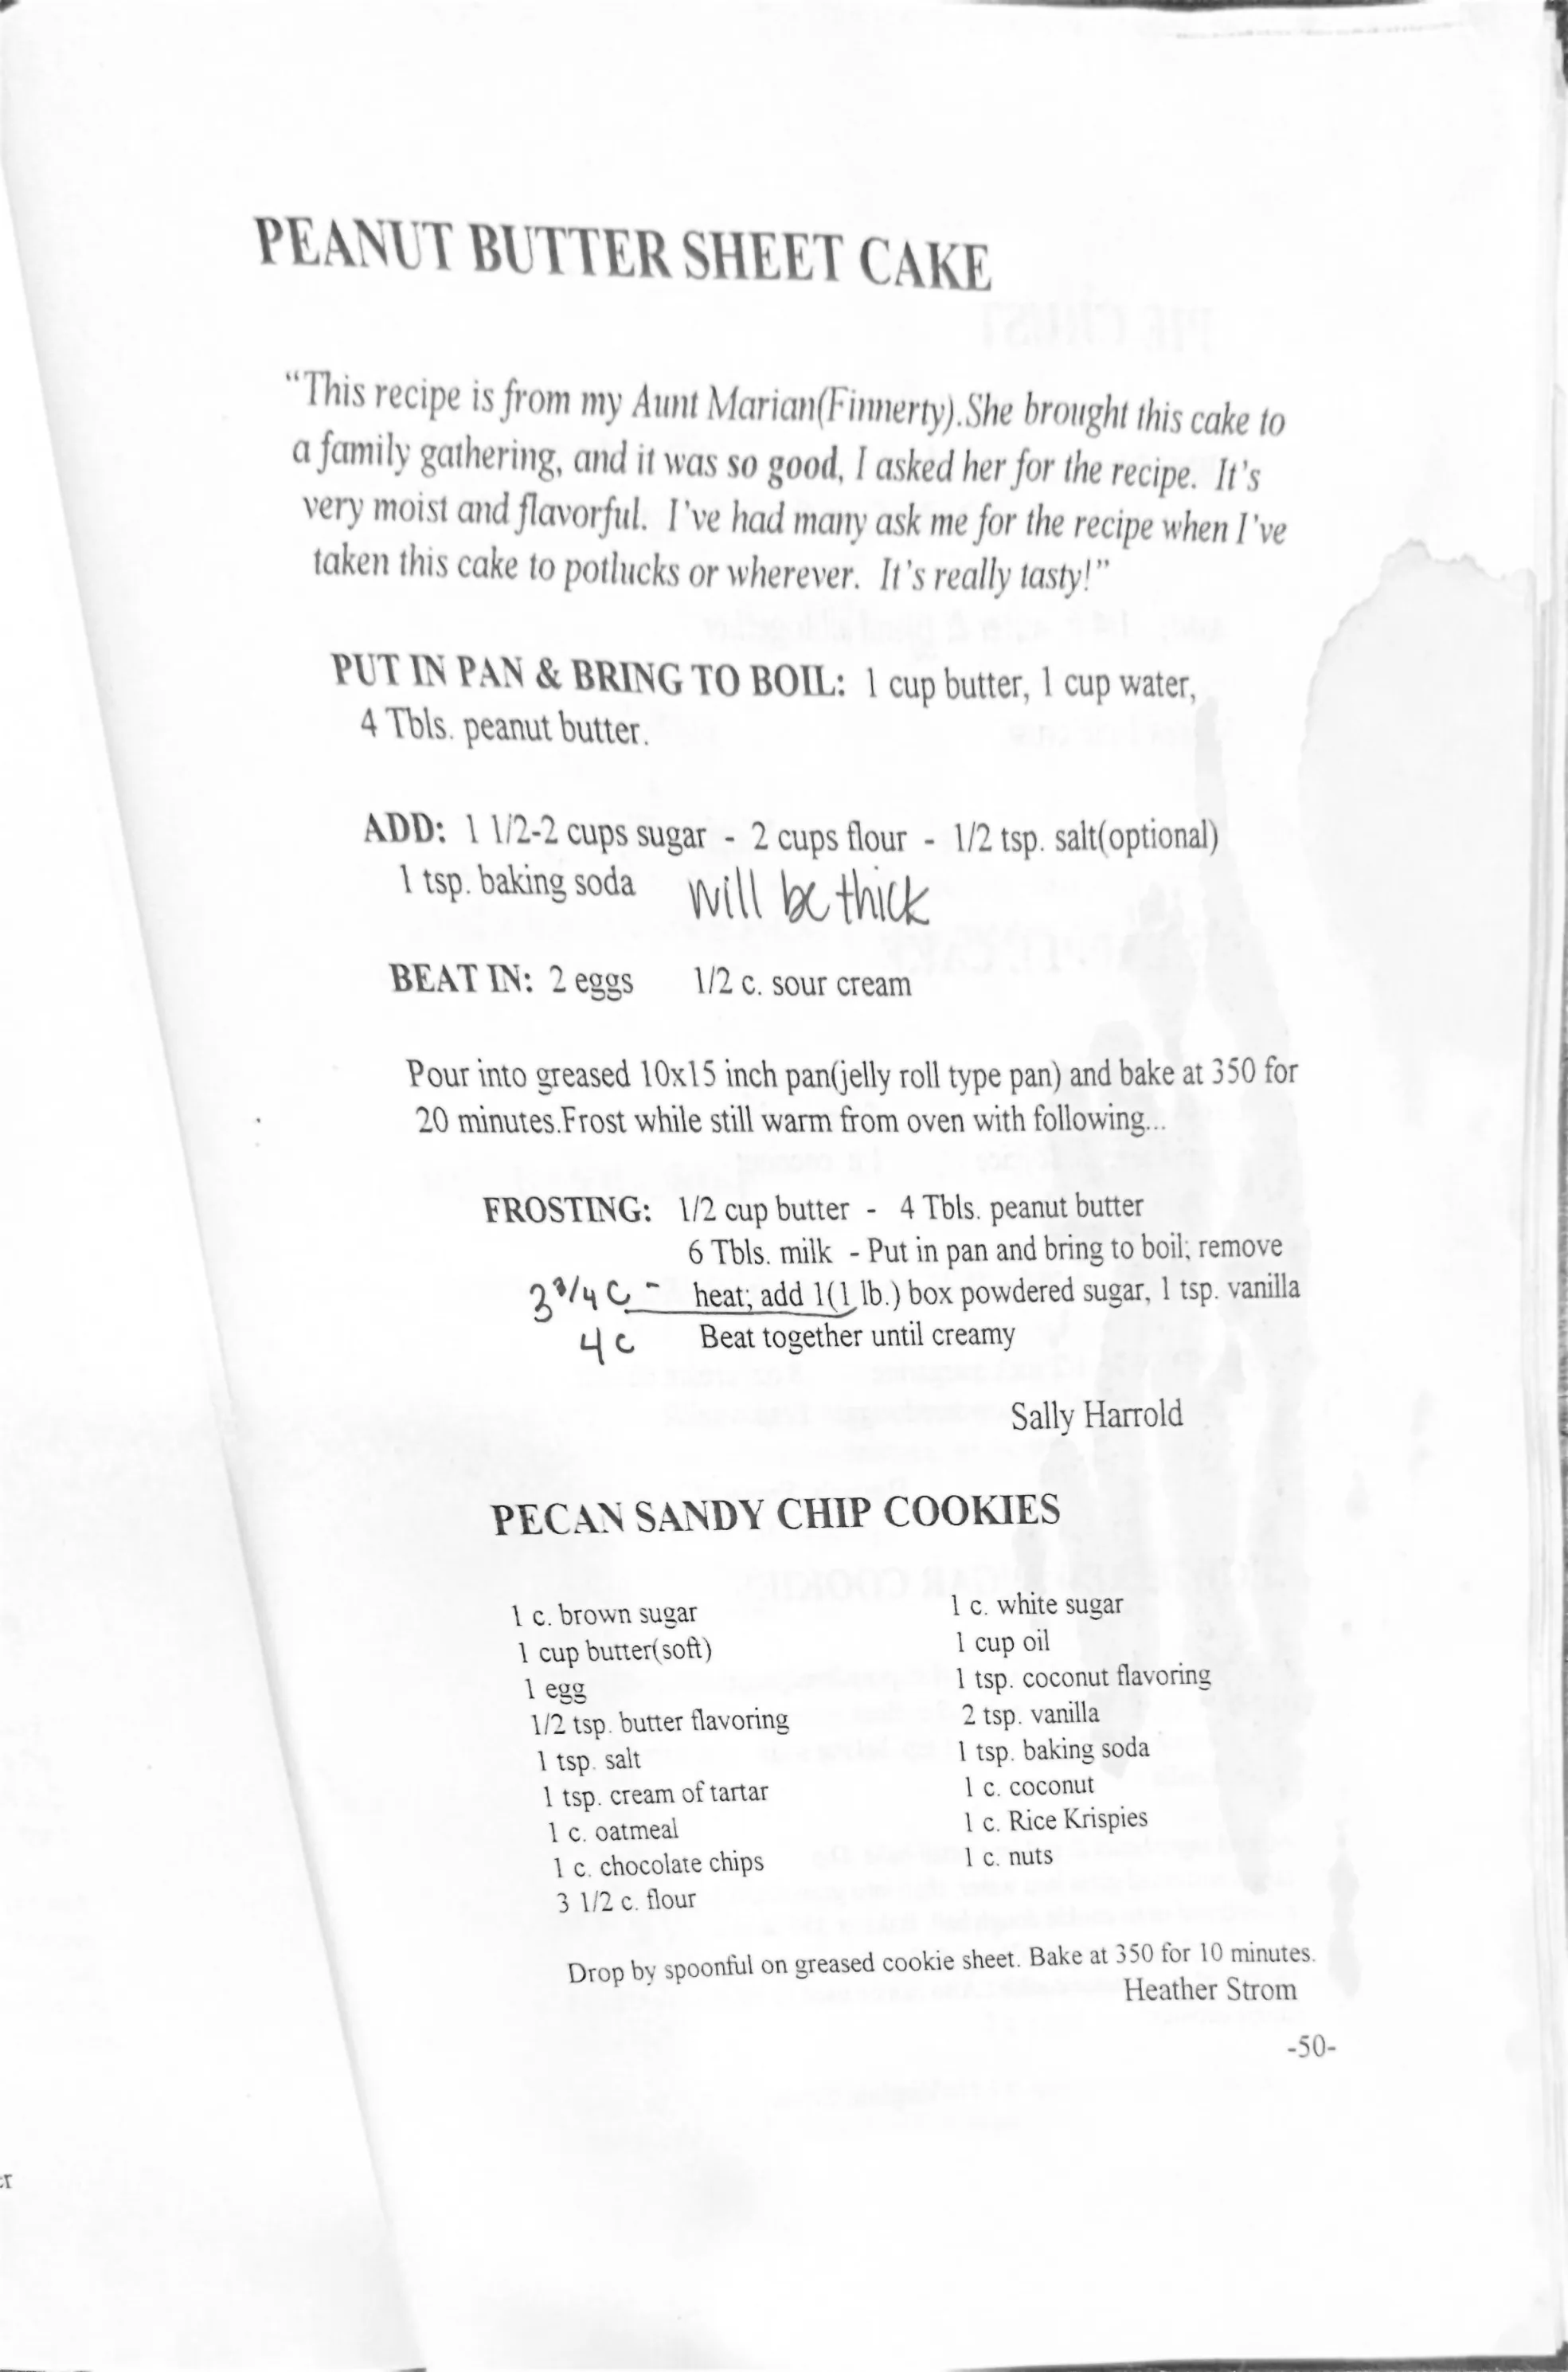 PEANUT BUTTER SHEET CAKE
"This recipe is from my Aunt Marian(Finnerty).She brought this cake to
a family gathering, and it was so good, I asked her for the recipe. It's
very moist and flavorful. I've had many ask me for the recipe when I've
taken this cake to potlucks or wherever. It's really tasty!"
PUT IN PAN & BRING TO BOIL: 1 cup butter, 1 cup water,
4 Tbls. peanut butter.
ADD: 1 1/2-2 cups sugar - 2 cups flour - 1/2 tsp. salt(optional)
1 tsp. baking soda will be thick
BEAT IN: 2 eggs 1/2 c. sour cream
Pour into greased 10x15 inch pan(jelly roll type pan) and bake at 350 for
20 minutes.Frost while still warm from oven with following...
FROSTING: 1/2 cup butter - 4 Tbls. peanut butter
6 Tbls. milk - Put in pan and bring to boil; remove
3 3/4 C - heat; add 1(1 lb.) box powdered sugar, 1 tsp. vanilla
4 c Beat together until creamy
Sally Harrold
PECAN SANDY CHIP COOKIES
1 c. brown sugar 1 c. white sugar
1 cup butter(soft) 1 cup oil
1 egg 1 tsp. coconut flavoring
1/2 tsp. butter flavoring 2 tsp. vanilla
1 tsp. salt 1 tsp. baking soda
1 tsp. cream of tartar 1 c. coconut
1 c. oatmeal 1 c. Rice Krispies
1 c. chocolate chips 1 c. nuts
3 1/2 c. flour
Drop by spoonful on greased cookie sheet. Bake at 350 for 10 minutes.
Heather Strom
-50-